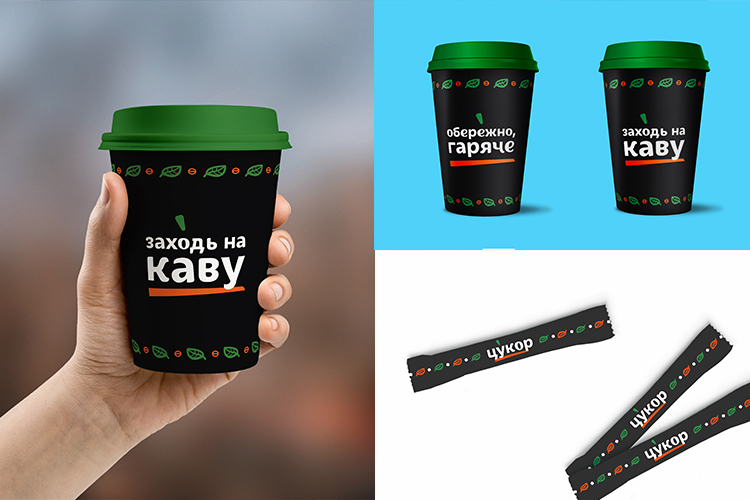 заходь на
каву
обережно,
гаряче
заходь на
каву
цукор
цукор
цукор